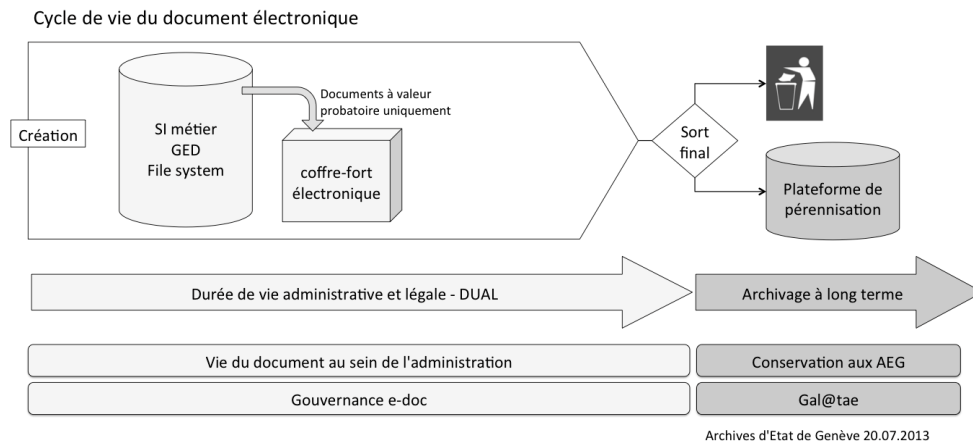 Cycle de vie du document électronique
Documents à valeur
probatoire uniquement
Création
SI métier
GED
File system
coffre-fort
électronique
Sort
final
Plateforme de
pérennisation
Durée de vie administrative et légale - DUAL
Archivage à long terme
Vie du document au sein de l'administration
Conservation aux AEG
Gouvernance e-doc
Gal@tae
Archives d'Etat de Genève 20.07.2013